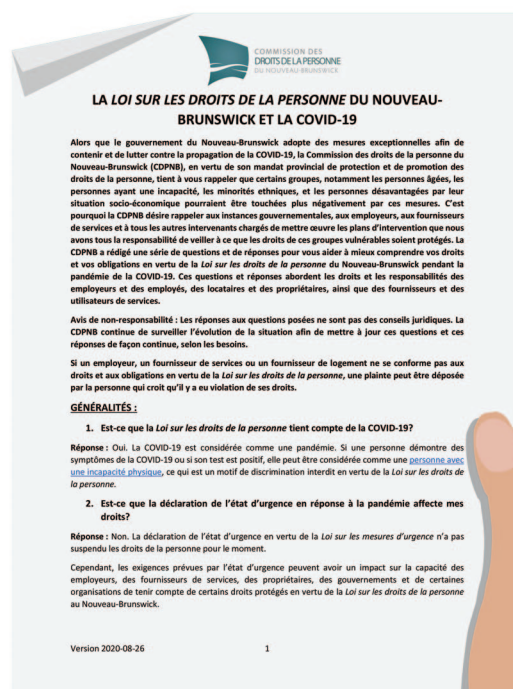 COMMISSION DES
DROITS DE LA PERSONNE
DU NOUVEAU-BRUNSWICK
LA LOI SUR LES DROITS DE LA PERSONNE DU NOUVEAU-
BRUNSWICK ET LA COVID-19
Alors que le gouvernement du Nouveau-Brunswick adopte des mesures exceptionnelles afin de
contenir et de lutter contre la propagation de la COVID-19, la Commission des droits de la personne du
Nouveau-Brunswick (CDPNB), en vertu de son mandat provincial de protection et de promotion des
droits de la personne, tient à vous rappeler que certains groupes, notamment les personnes âgées, les
personnes ayant une incapacité, les minorités ethniques, et les personnes désavantagées par leur
situation socio-économique pourraient être touchées plus négativement par ces mesures. C'est
pourquoi la CDPNB désire rappeler aux instances gouvernementales, aux employeurs, aux fournisseurs
de services et à tous les autres intervenants chargés de mettre œuvre les plans d'intervention que nous
avons tous la responsabilité de veiller à ce que les droits de ces groupes vulnérables soient protégés. La
CDPNB a rédigé une série de questions et de réponses pour vous aider à mieux comprendre vos droits
et vos obligations en vertu de la Loi sur les droits de la personne du Nouveau-Brunswick pendant la
pandémie de la COVID-19. Ces questions et réponses abordent les droits et les responsabilités des
employeurs et des employés, des locataires et des propriétaires, ainsi que des fournisseurs et des
utilisateurs de services.
Avis de non-responsabilité : Les réponses aux questions posées ne sont pas des conseils juridiques. La
CDPNB continue de surveiller l'évolution de la situation afin de mettre à jour ces questions et ces
réponses de façon continue, selon les besoins.
Si un employeur, un fournisseur de services ou un fournisseur de logement ne se conforme pas aux
droits et aux obligations en vertu de la Loi sur les droits de la personne, une plainte peut être déposée
par la personne qui croit qu'il y a eu violation de ses droits.
GÉNÉRALITÉS :
1. Est-ce que la Loi sur les droits de la personne tient compte de la COVID-19?
Réponse : Oui. La COVID-19 est considérée comme une pandémie. Si une personne démontre des
symptômes de la COVID-19 ou si son test est positif, elle peut être considérée comme une personne avec
une incapacité physique, ce qui est un motif de discrimination interdit en vertu de la Loi sur les droits de
la personne.
2. Est-ce que la déclaration de l'état d'urgence en réponse à la pandémie affecte mes
droits?
Réponse : Non. La déclaration de l'état d'urgence en vertu de la Loi sur les mesures d'urgence n'a pas
suspendu les droits de la personne pour le moment.
Cependant, les exigences prévues par l'état d'urgence peuvent avoir un impact sur la capacité des
employeurs, des fournisseurs de services, des propriétaires, des gouvernements et de certaines
organisations de tenir compte de certains droits protégés en vertu de la Loi sur les droits de la personne
au Nouveau-Brunswick.
Version 2020-08-26
1